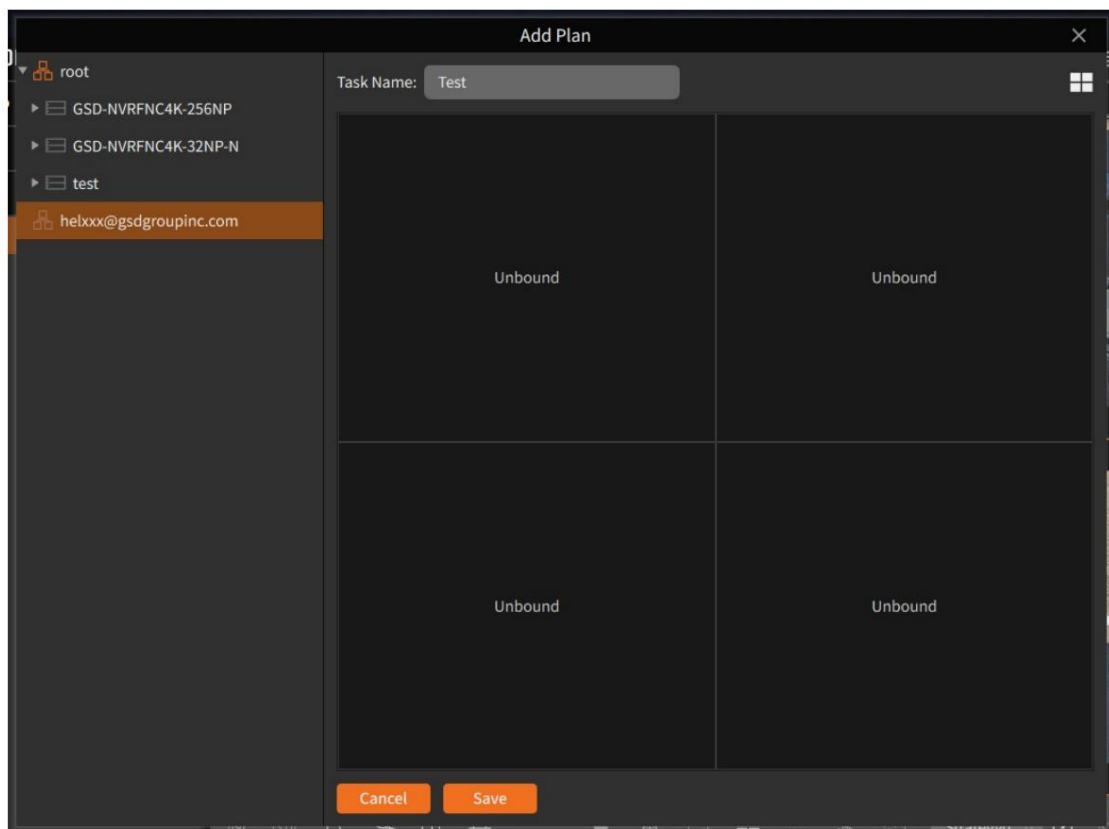 Add Plan
root
GSD-NVRFNC4K-256NP
GSD-NVRFNC4K-32NP-N
test
helxxx@gsdgroupinc.com
Task Name: Test
Unbound Unbound
Unbound Unbound
Cancel Save